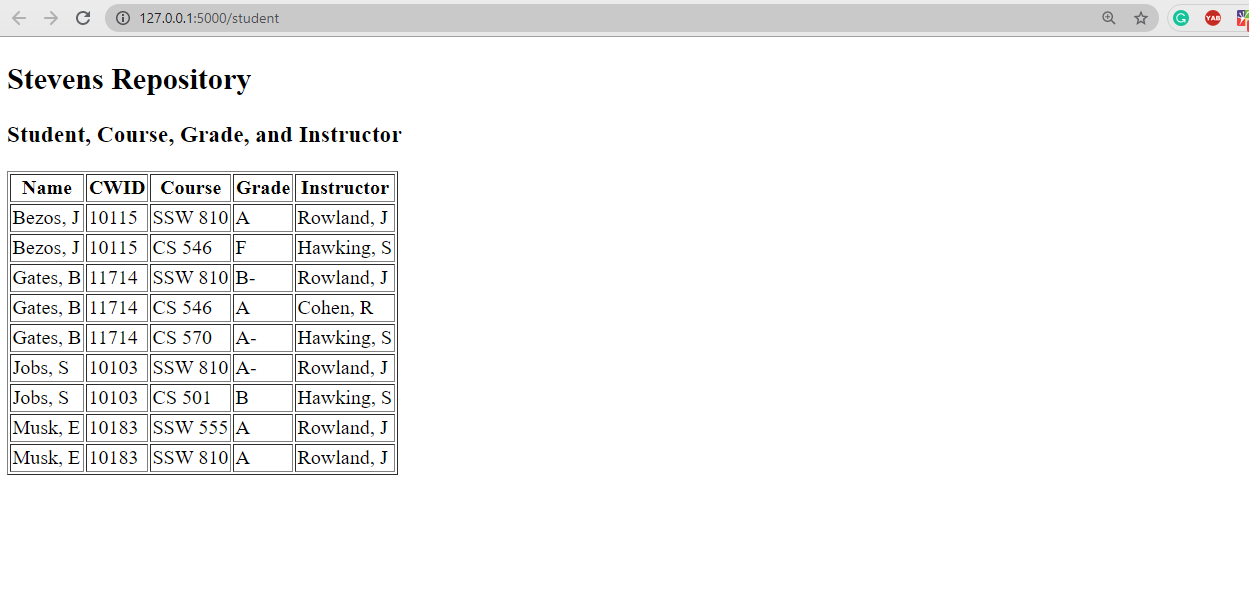 127.0.0.1:5000/student
YAB
Stevens Repository
Student, Course, Grade, and Instructor
Name CWID Course Grade Instructor
Bezos, J 10115 SSW 810 A Rowland, J
Bezos, J 10115 CS 546 F Hawking, S
Gates, B 11714 SSW 810 B- Rowland, J
Gates, B 11714 CS 546 A Cohen, R
Gates, B 11714 CS 570 A- Hawking, S
Jobs, S 10103 SSW 810 A- Rowland, J
Jobs, S 10103 CS 501 B Hawking, S
Musk, E 10183 SSW 555 A Rowland, J
Musk, E 10183 SSW 810 A Rowland, J